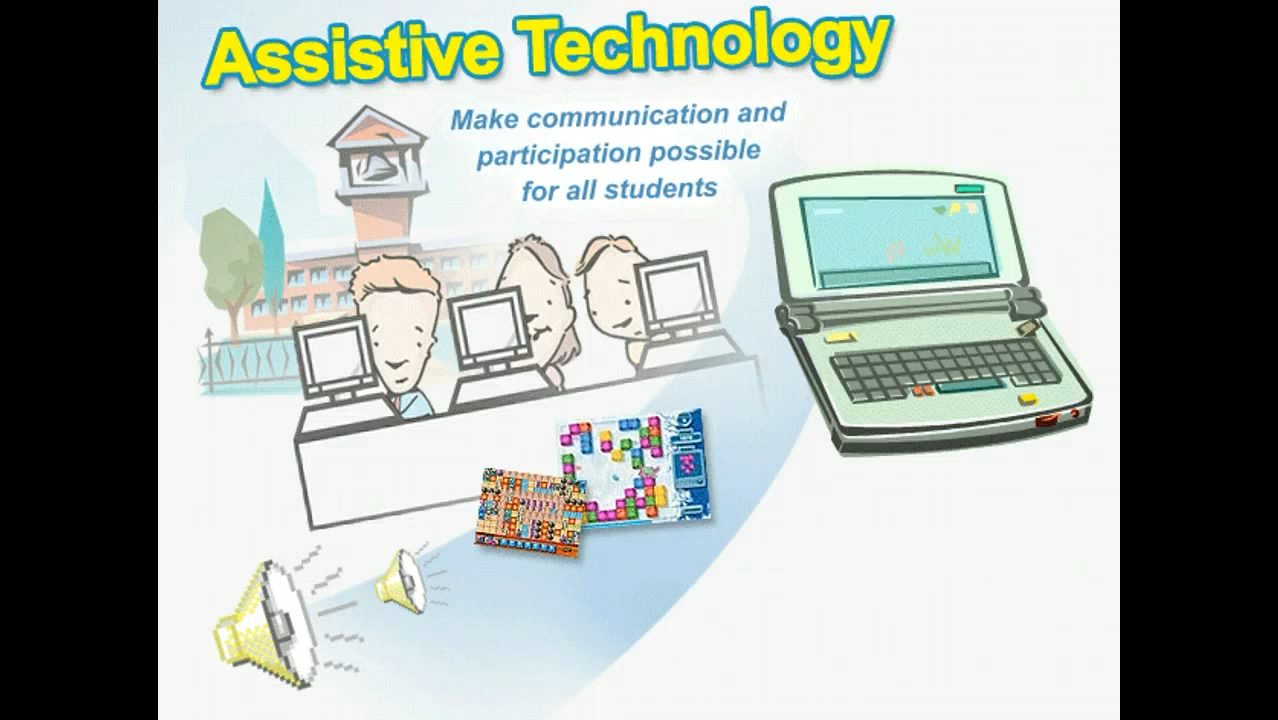 Assistive Technology
Make communication and
participation possible
for all students